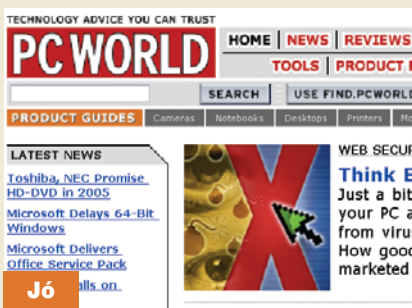 TECHNOLOGY ADVICE YOU CAN TRUST
PC WORLD
HOME | NEWS | REVIEWS
TOOLS | PRODUCT
SEARCH
USE FIND.PCWORLD
PRODUCT GUIDES
Cameras
Notebooks
Desktops
Printers
LATEST NEWS
Toshiba, NEC Promise
HD-DVD in 2005
Microsoft Delays 64-Bit
Windows
Microsoft Delivers
Office Service Pack
on
WEB SECUR
Think
Just a bit
your PC
from virus
How good
marketed
Jó